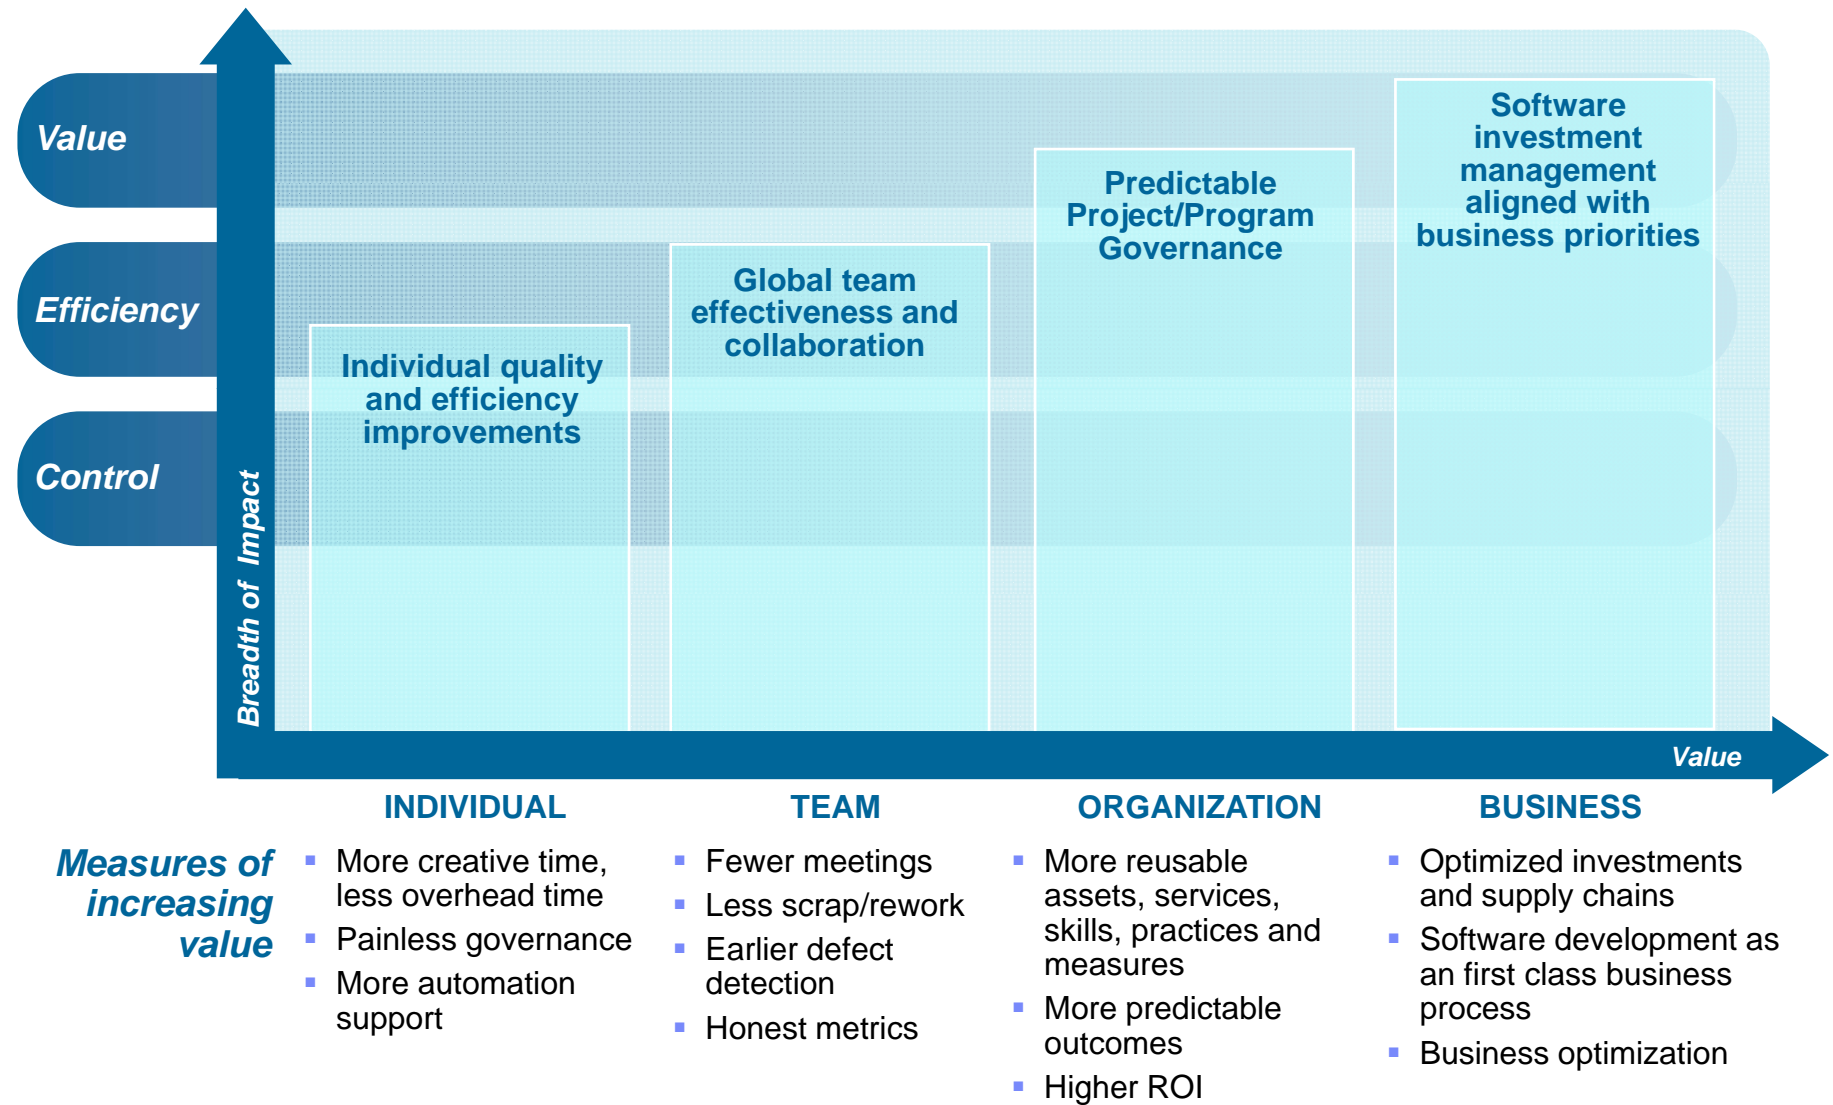 Value
Efficiency
Control
Breadth of Impact
Individual quality
and efficiency
improvements
Global team
effectiveness and
collaboration
Predictable
Project/Program
Governance
Software
investment
management
aligned with
business priorities
Value
INDIVIDUAL
TEAM
ORGANIZATION
BUSINESS
Measures of
increasing
value
▪ More creative time,
less overhead time
▪ Painless governance
▪ More automation
support
▪ Fewer meetings
▪ Less scrap/rework
▪ Earlier defect
detection
▪ Honest metrics
▪ More reusable
assets, services,
skills, practices and
measures
▪ More predictable
outcomes
▪ Higher ROI
▪ Optimized investments
and supply chains
▪ Software development as
an first class business
process
▪ Business optimization